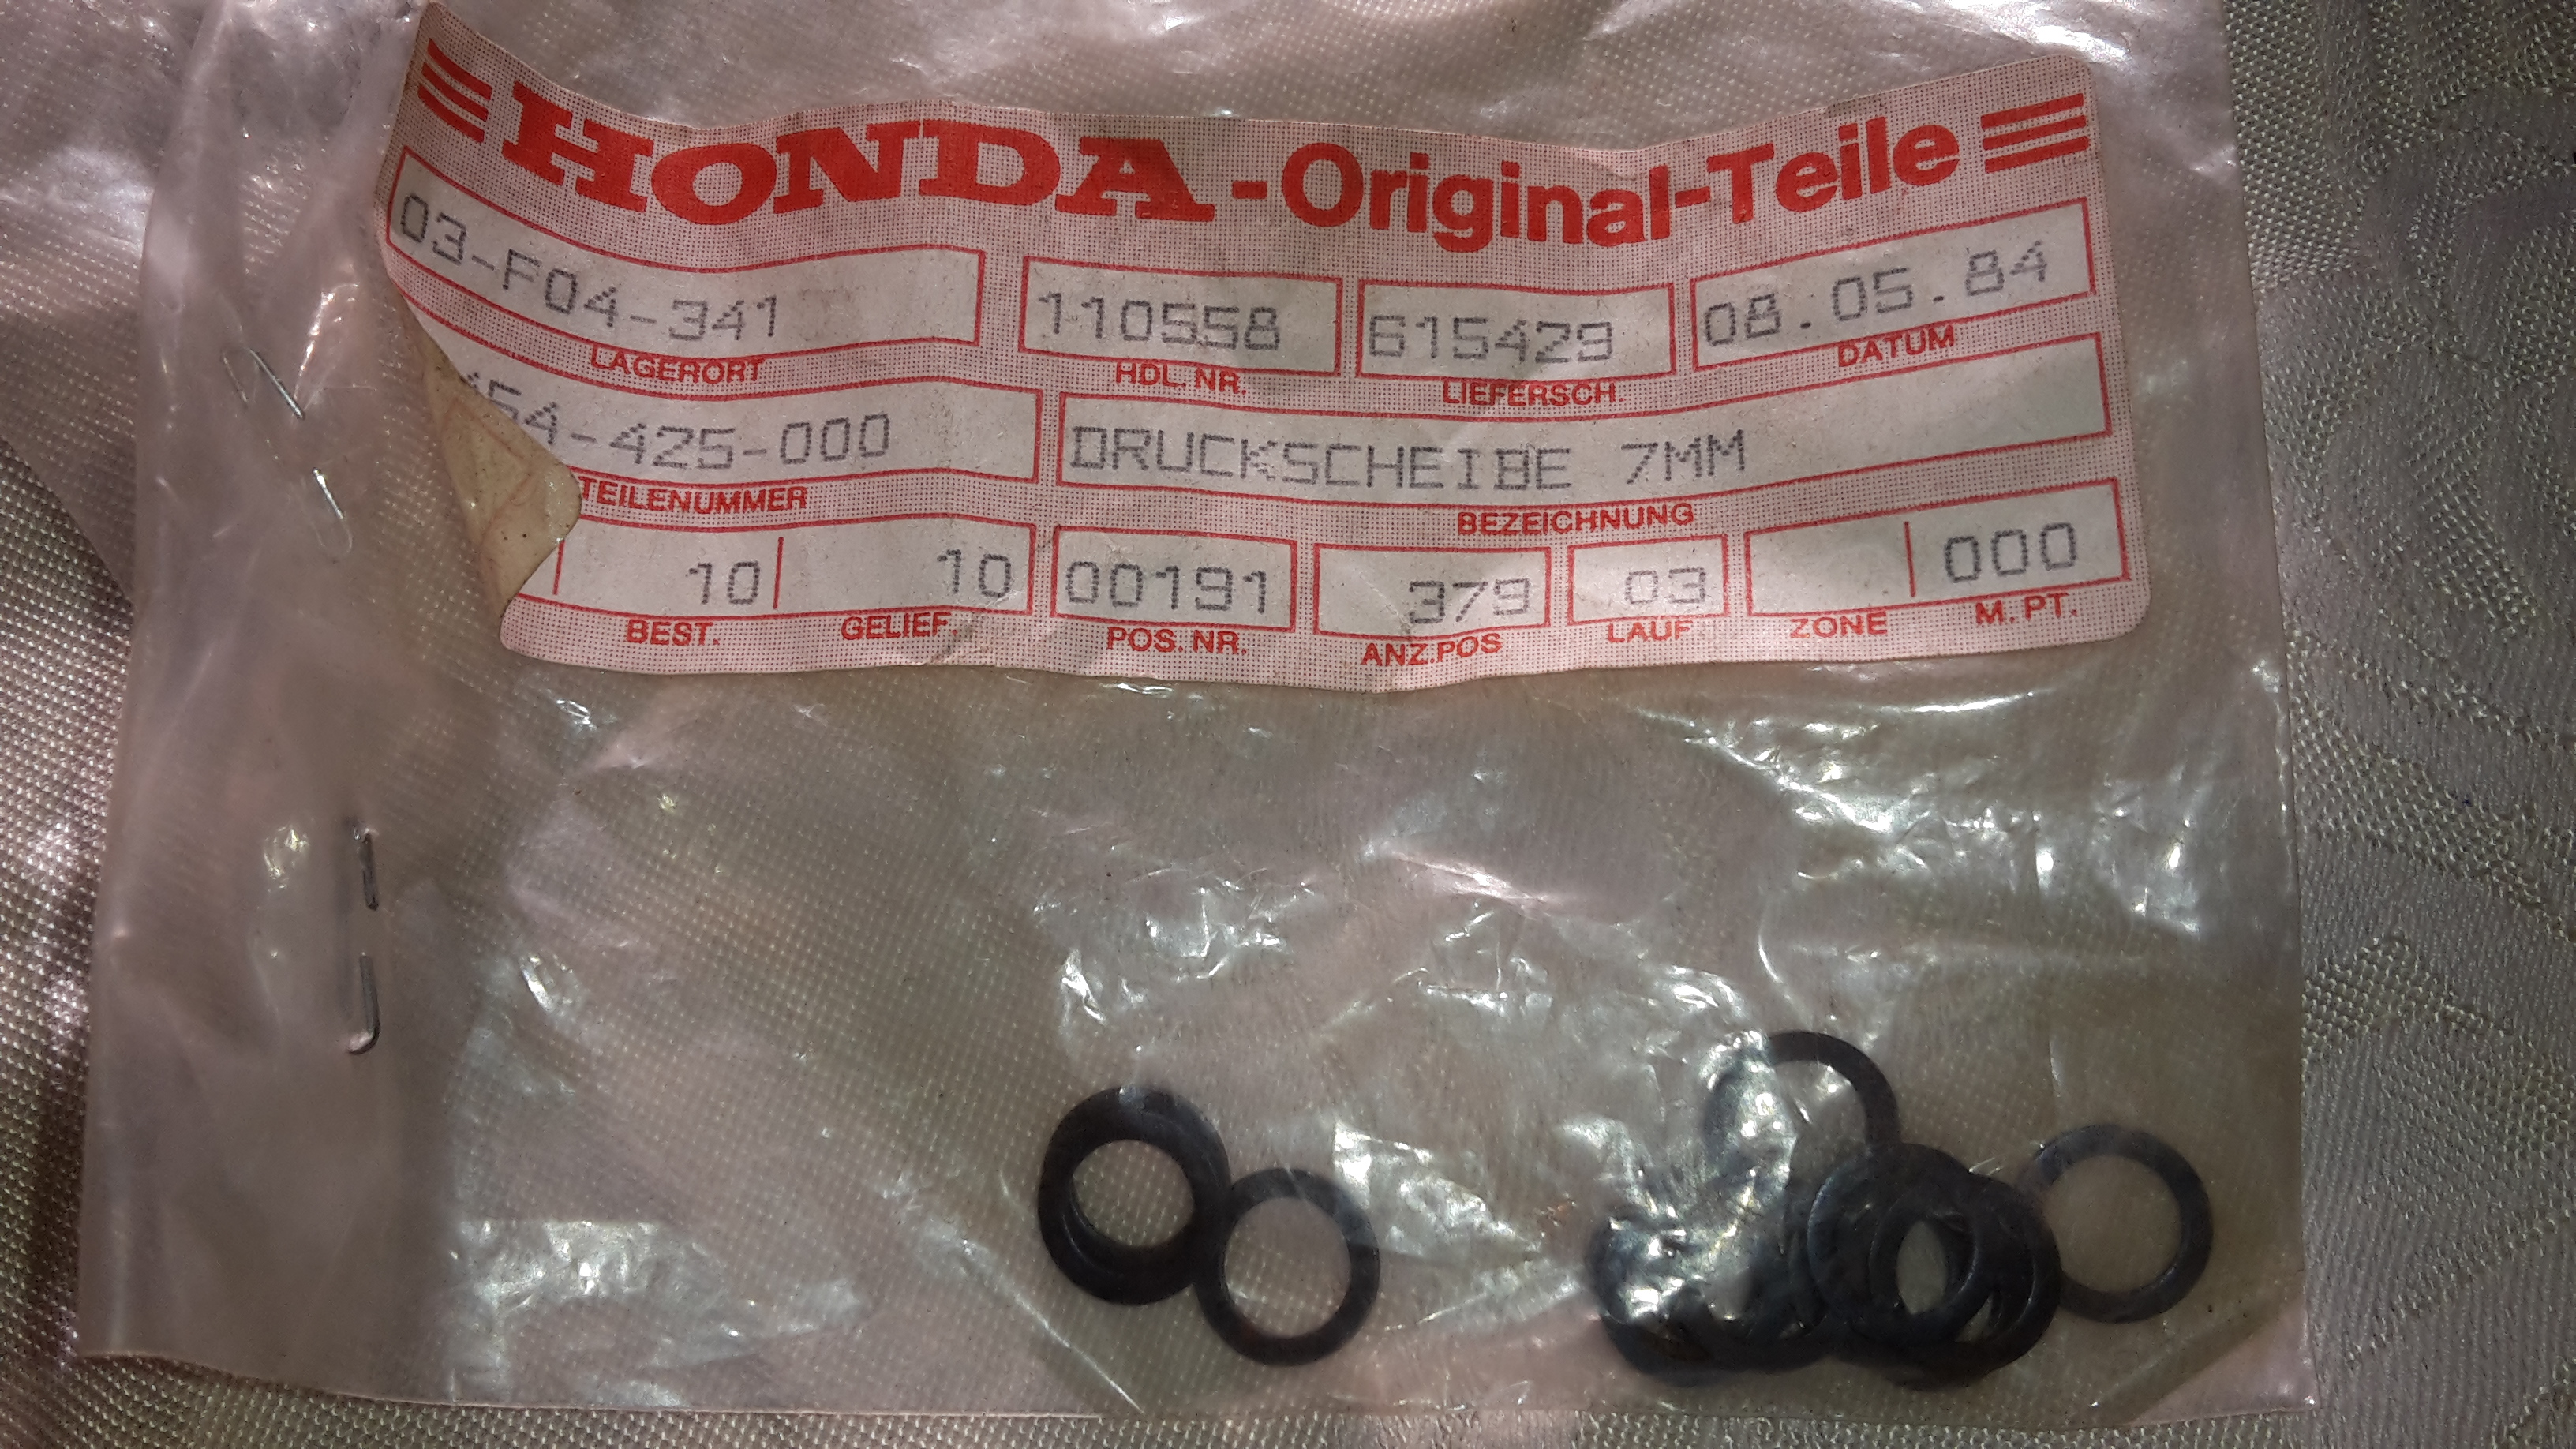 HONDA-Original-Teile
03-F04-341 110558 615429 08.05.84
LAGERORT HDL. NR. LIEFERSCH. DATUM
54-425-000 DRUCKSCHEIBE 7MM
TEILENUMMER BEZEICHNUNG
10 10 00191 379 03 000
BEST. GELIEF. POS. NR. ANZ.POS LAUF ZONE M. PT.